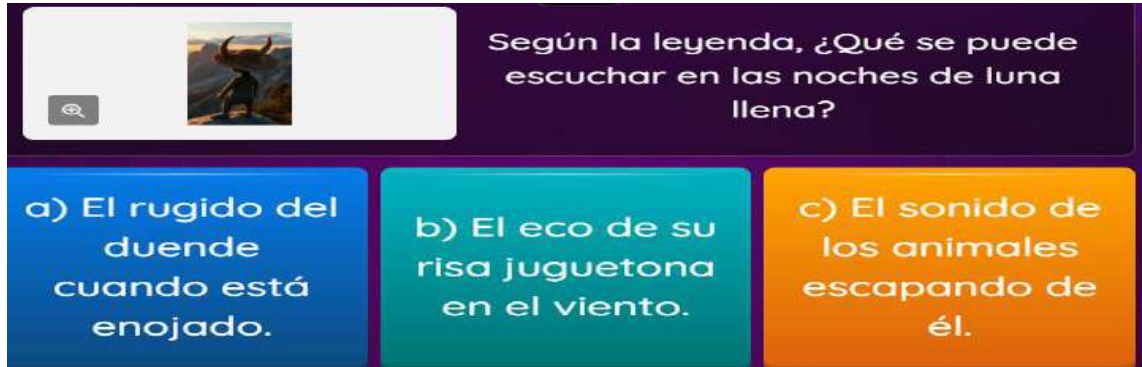 Según la leyenda, ¿Qué se puede
escuchar en las noches de luna
llena?
a) El rugido del
duende
cuando está
enojado.
b) El eco de su
risa juguetona
en el viento.
c) El sonido de
los animales
escapando de
él.